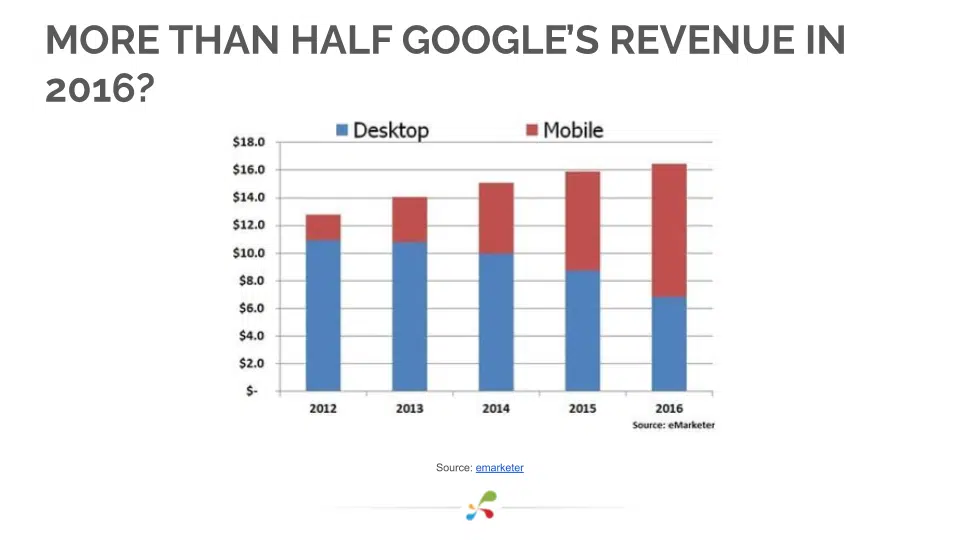 MORE THAN HALF GOOGLE’S REVENUE IN
2016?
Desktop Mobile
$18.0
$16.0
$14.0
$12.0
$10.0
$8.0
$6.0
$4.0
$2.0
$-
2012 2013 2014 2015 2016
Source: eMarketer
Source: emarketer